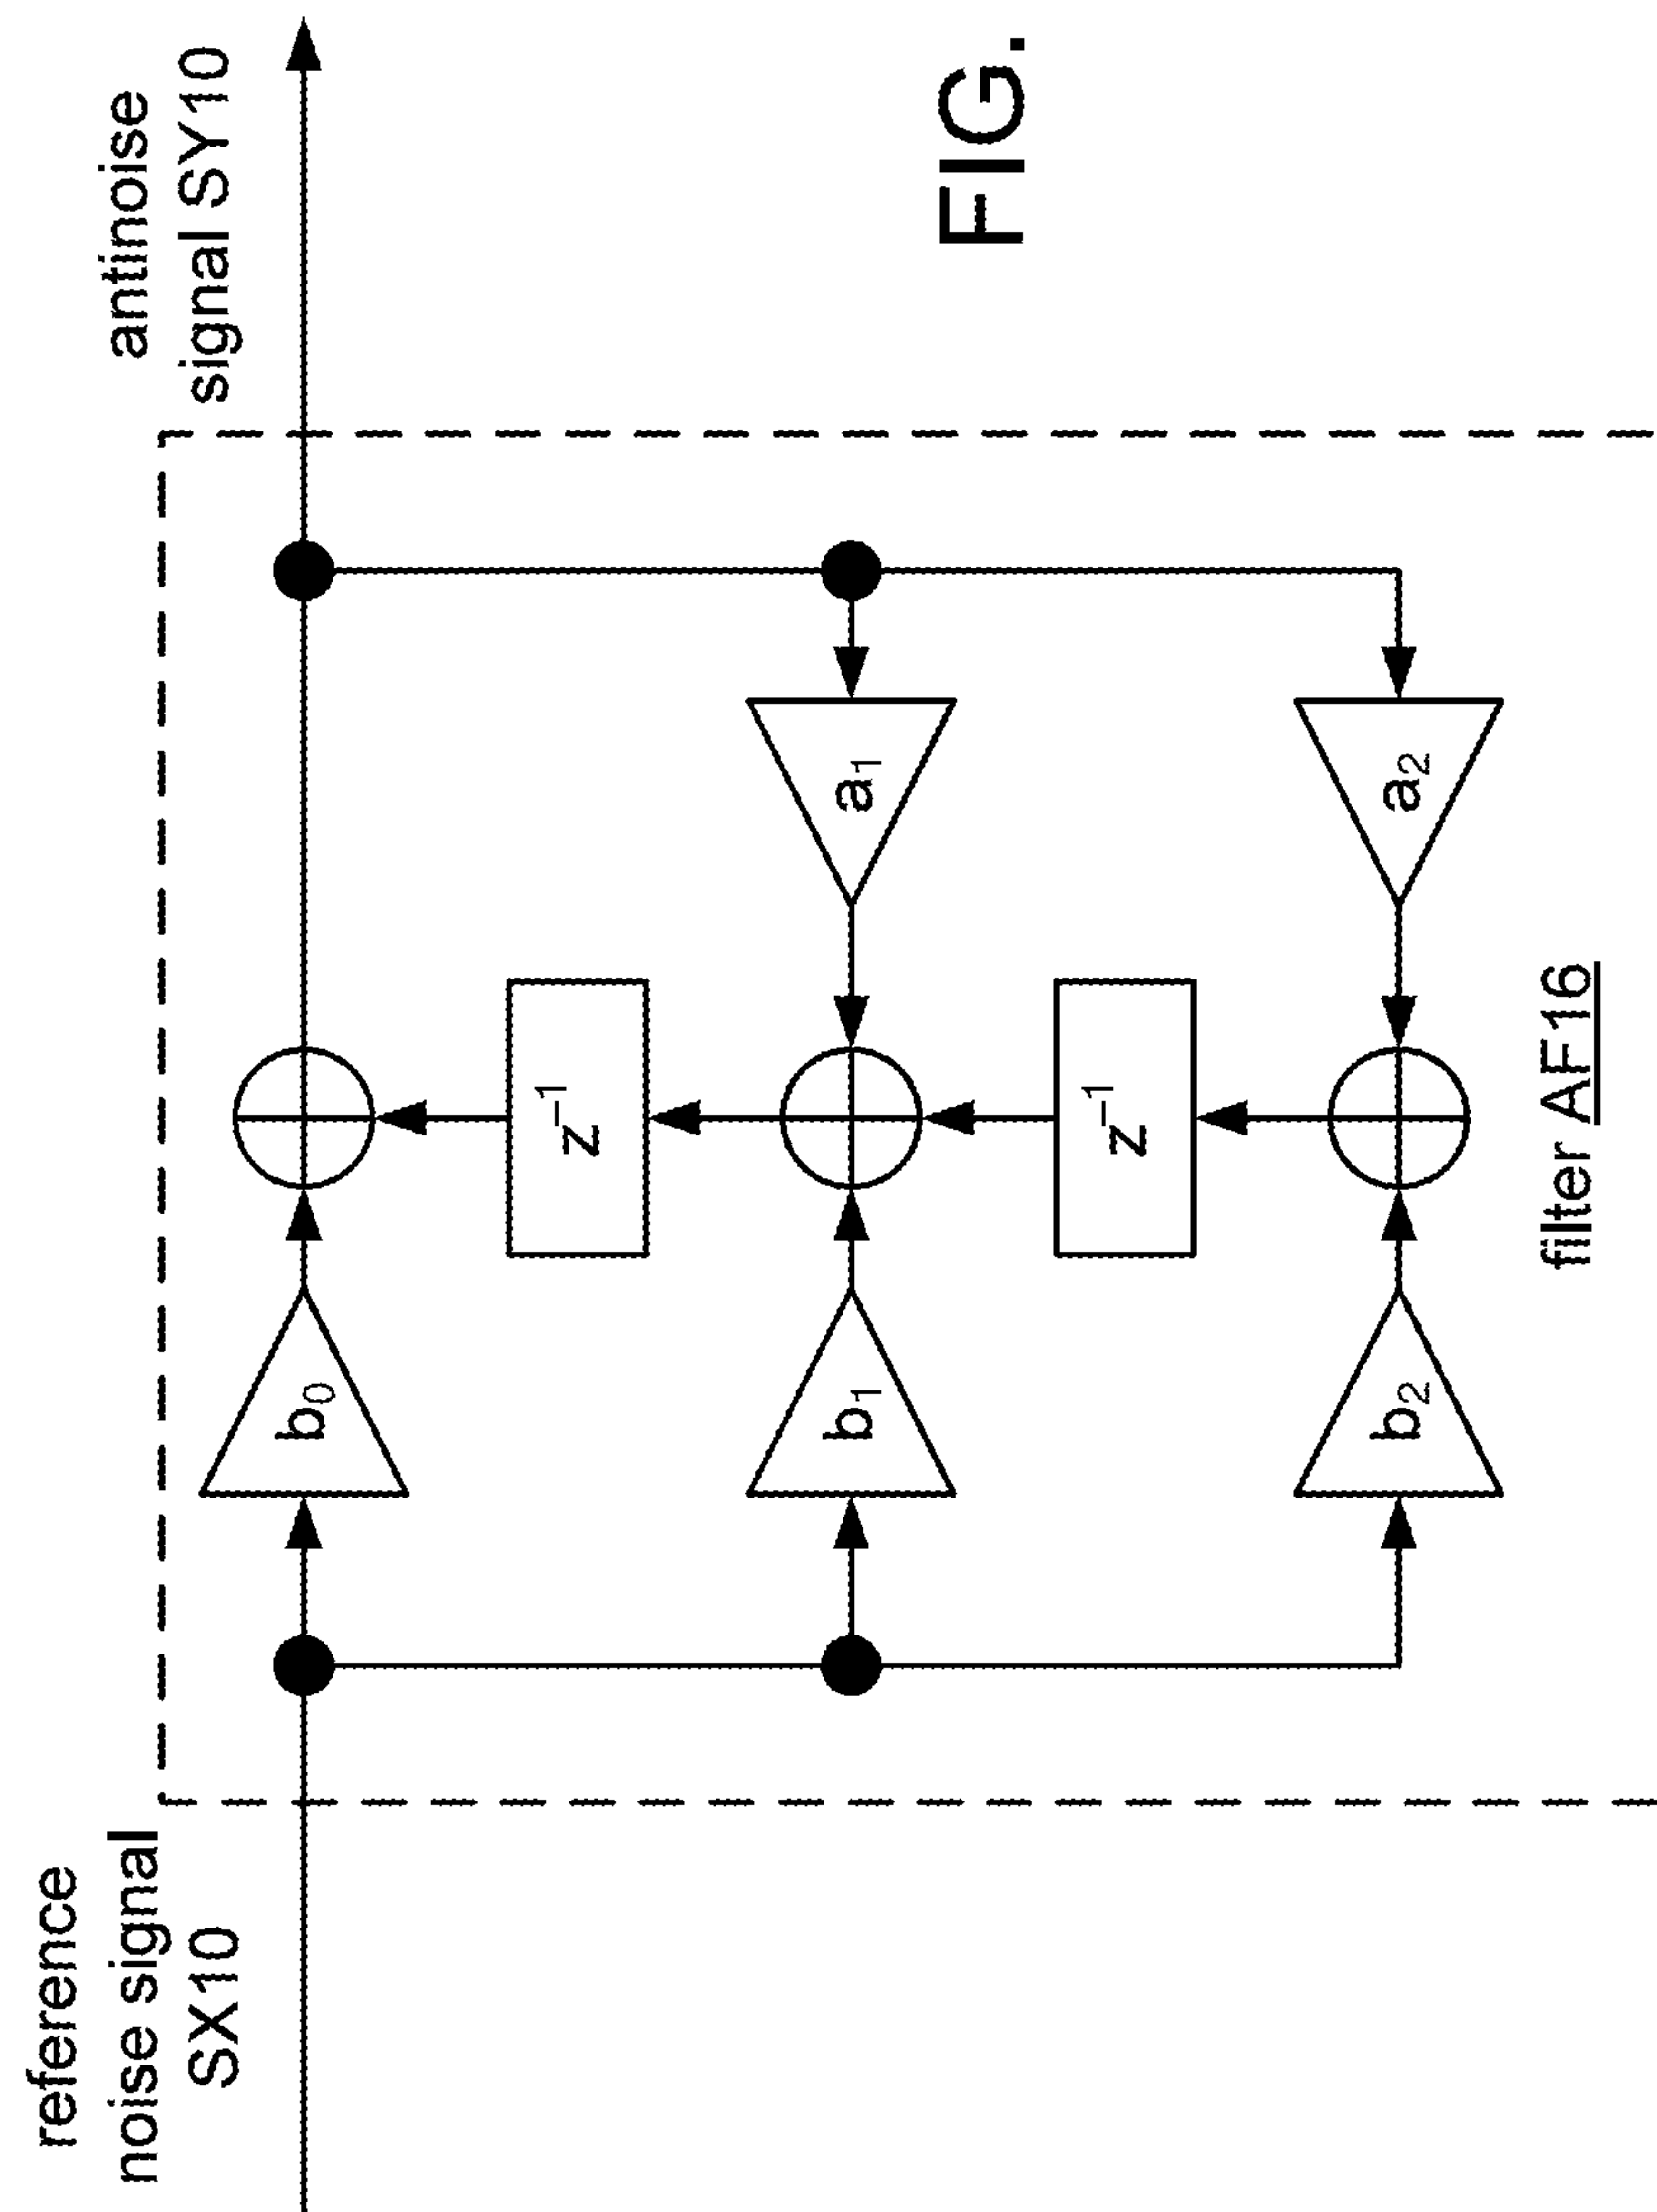 reference
noise signal
SX10
antinoise
signal SY10
b₀
z⁻¹
b₁
a₁
z⁻¹
b₂
a₂
filter AF16
FIG.